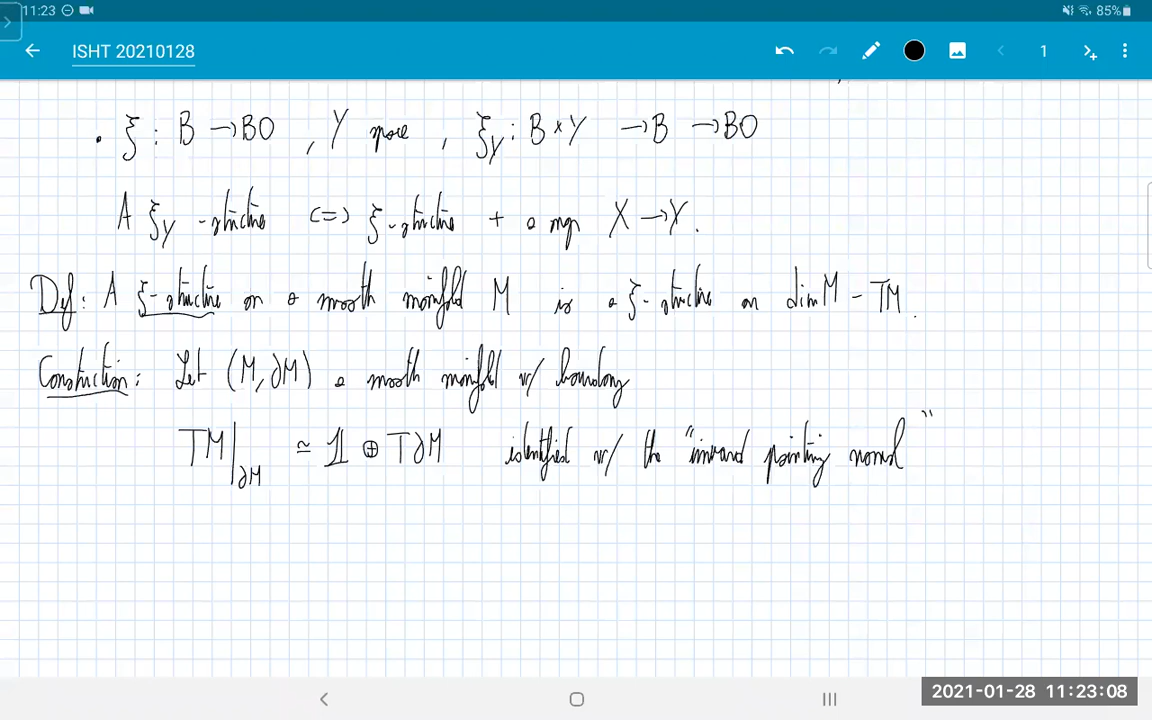 11:23
85%
ISHT 20210128
1
• ξ : B → BO , Y space , ξ_Y : B × Y → B → BO
A ξ_Y -structure <=> ξ-structure + a map X → Y.
Def: A ξ-structure on a smooth manifold M is a ξ-structure on dim M - TM.
Construction: Let (M, ∂M) a smooth manifold w/ boundary
TM|_∂M ≃ 𝟙 ⊕ T∂M identified w/ the "inward pointing normal"
2021-01-28 11:23:08